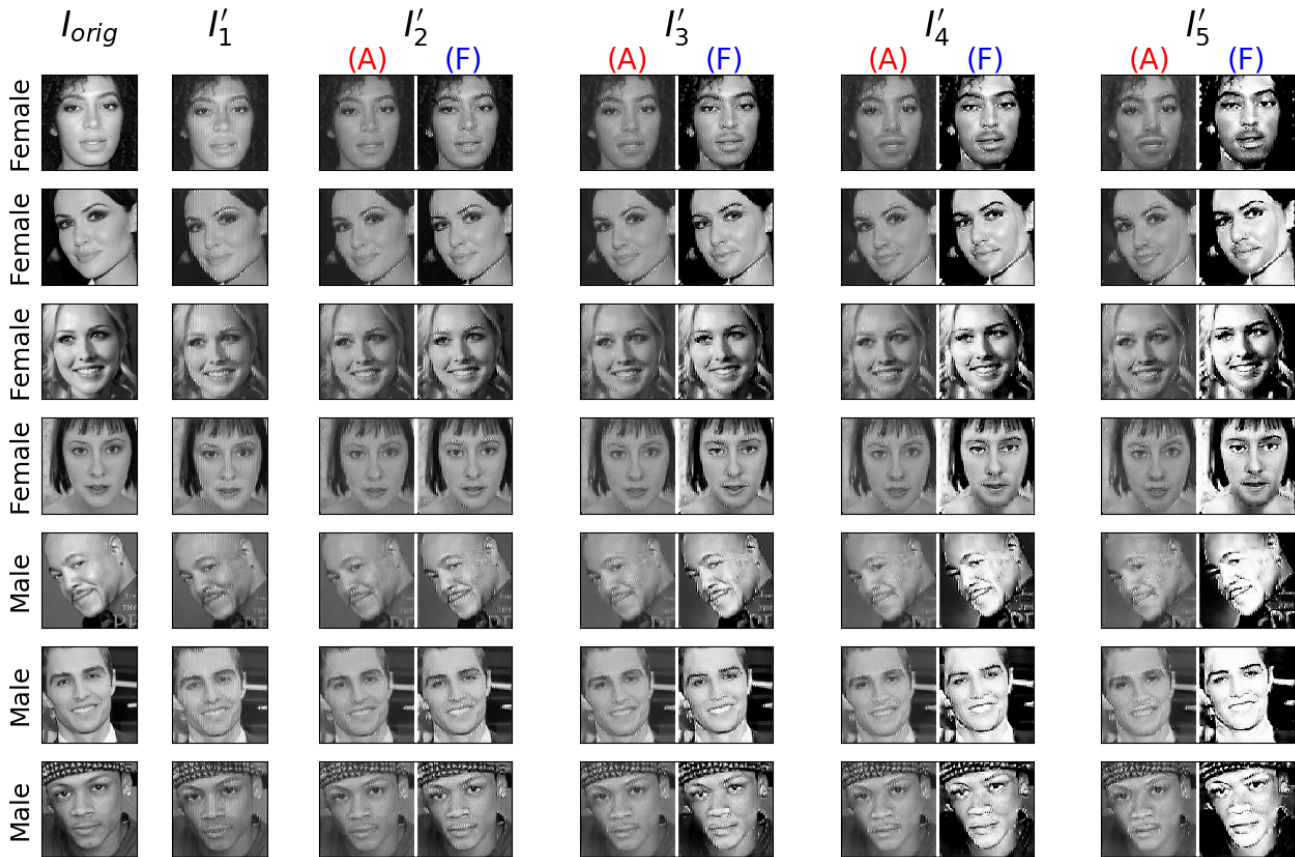 I_orig I′_1 I′_2 I′_3 I′_4 I′_5
(A) (F) (A) (F) (A) (F) (A) (F)
Female
Female
Female
Female
Male
Male
Male